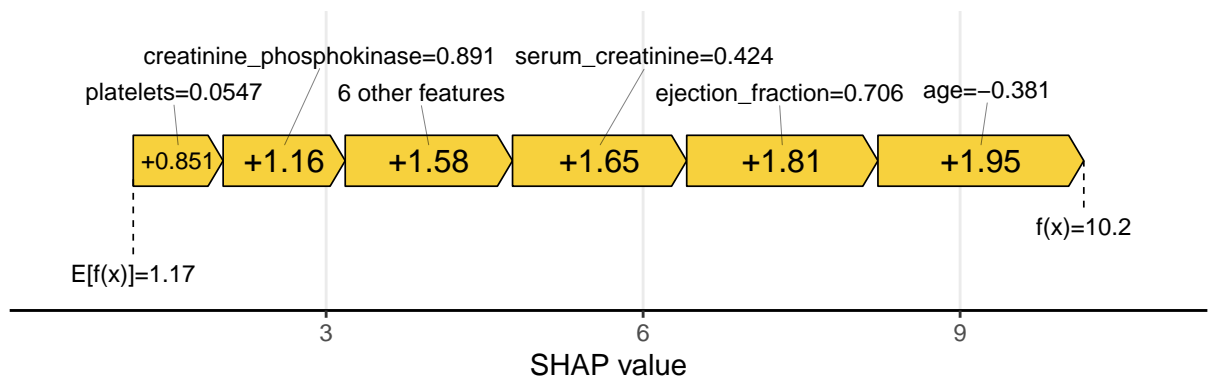 creatinine_phosphokinase=0.891 serum_creatinine=0.424
platelets=0.0547 6 other features ejection_fraction=0.706 age=−0.381
+0.851 +1.16 +1.58 +1.65 +1.81 +1.95
f(x)=10.2
E[f(x)]=1.17
3 6 9
SHAP value